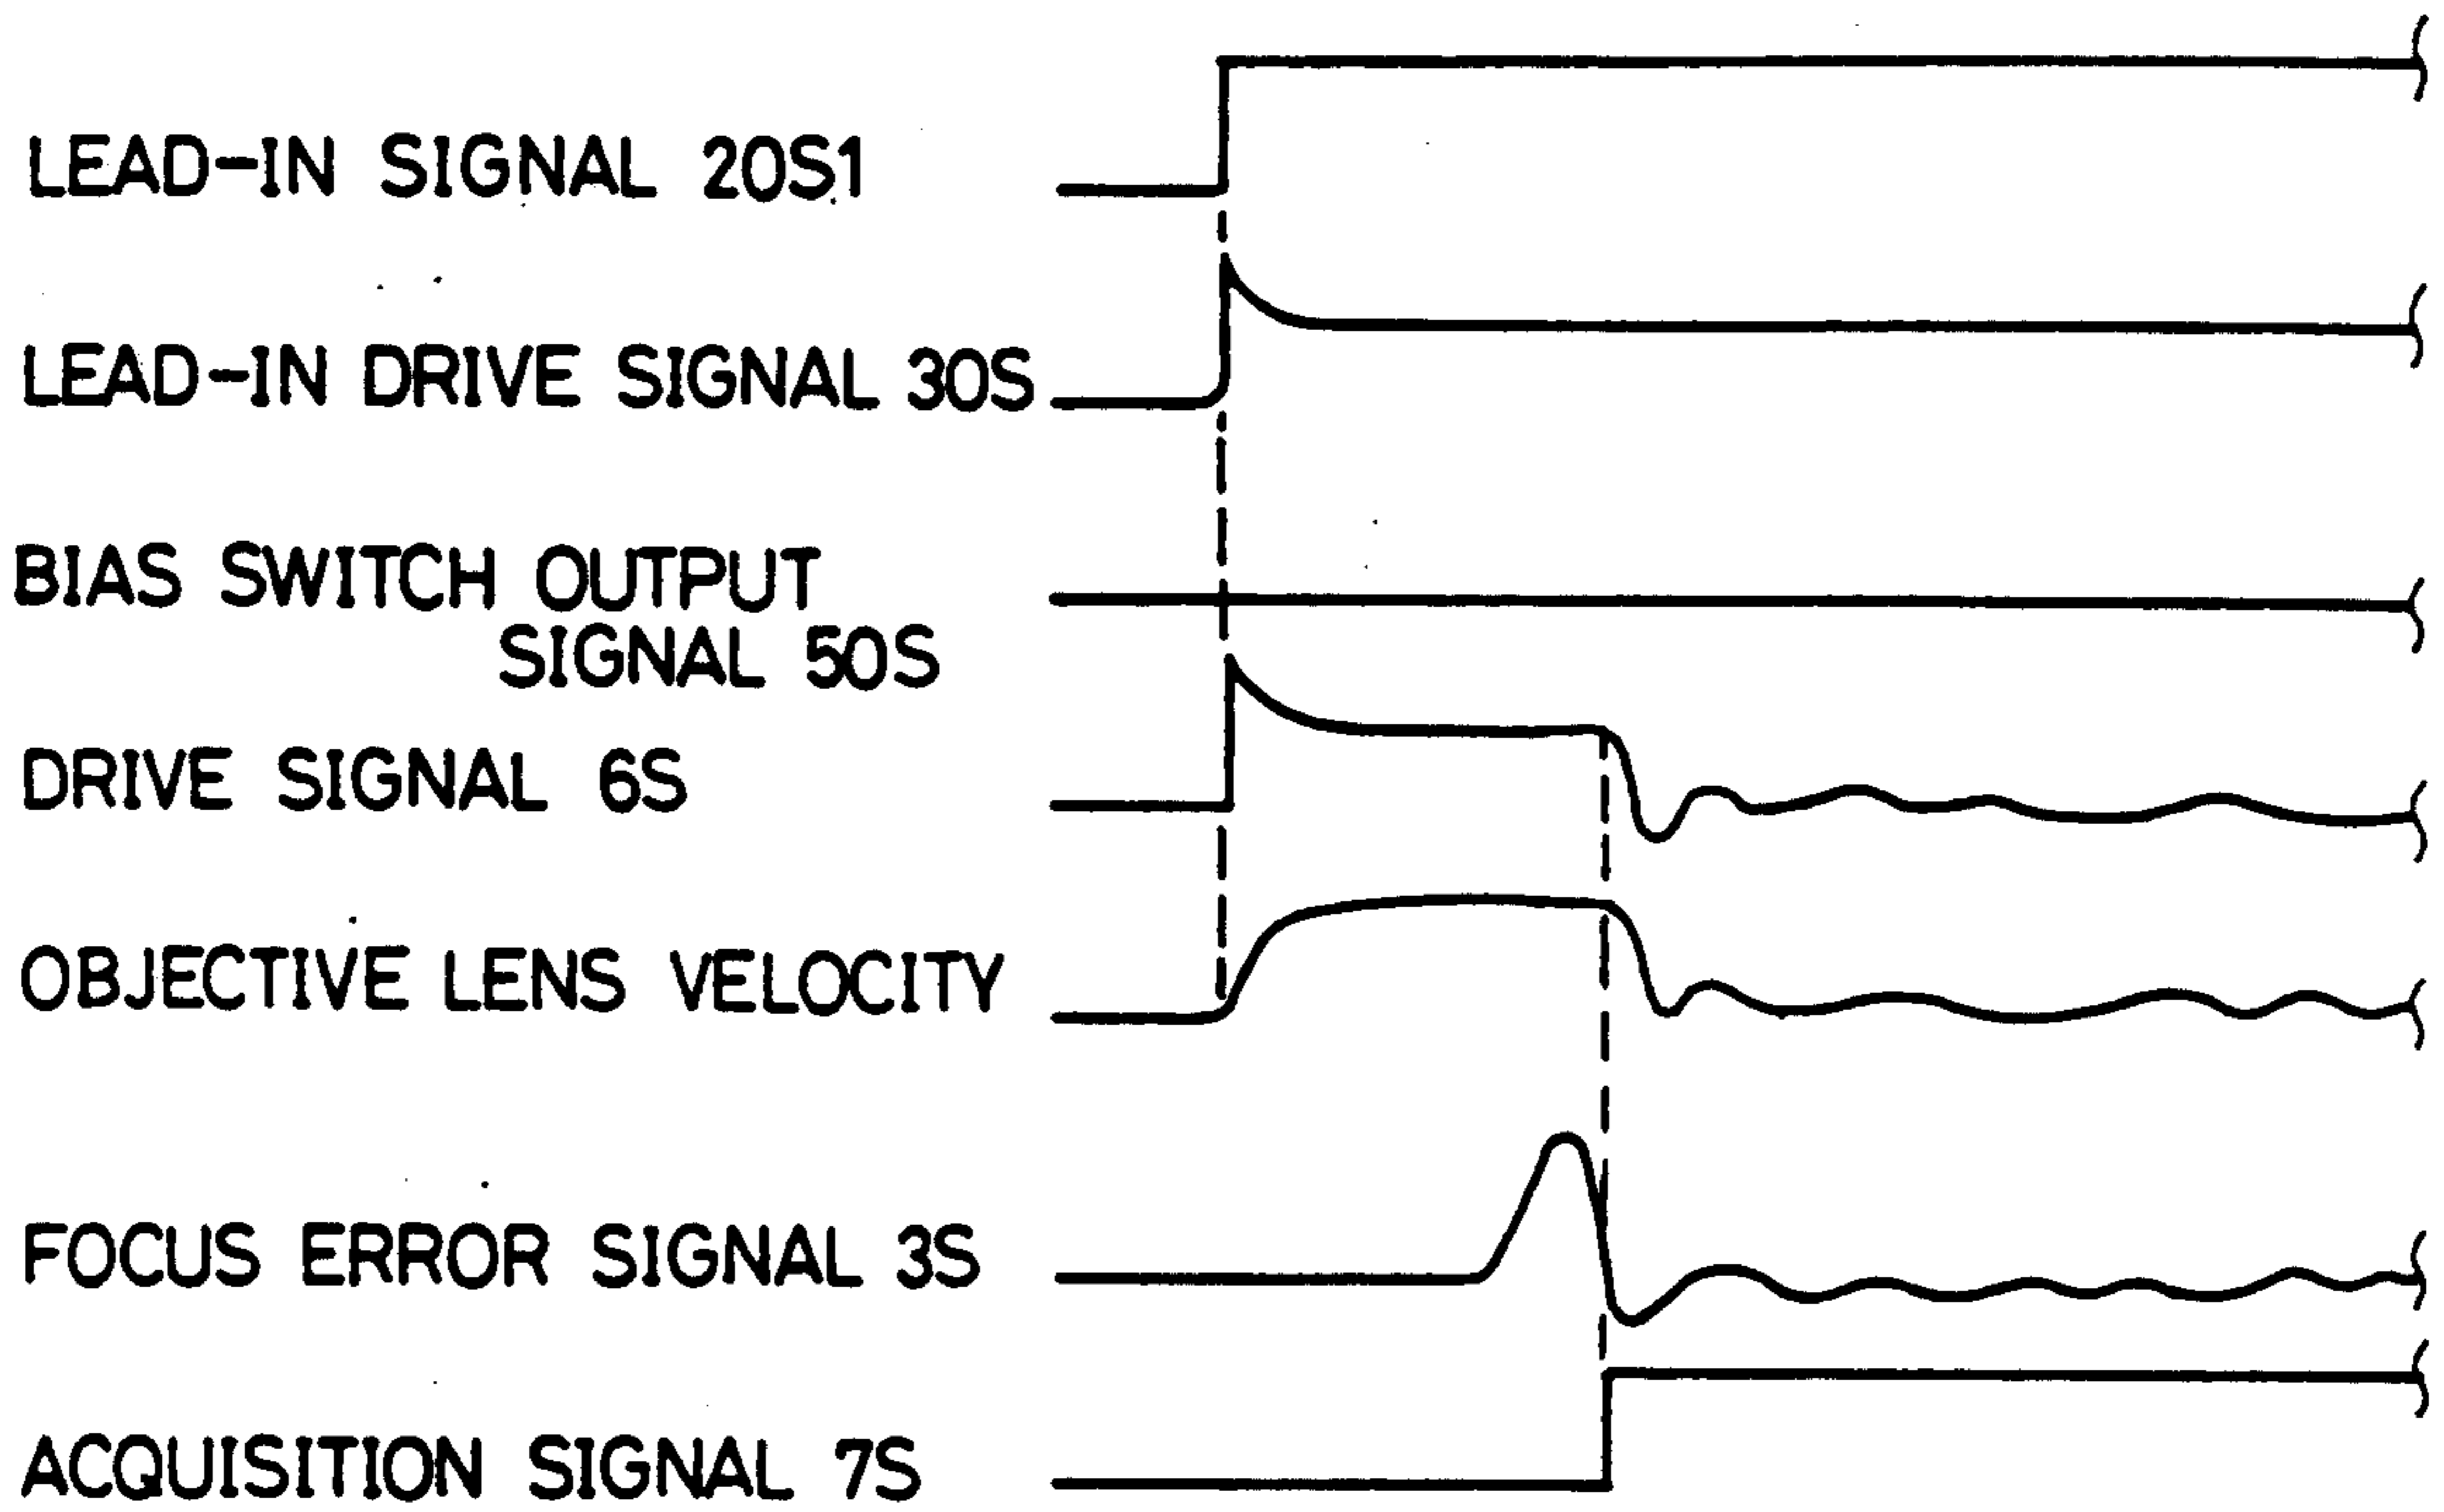 LEAD-IN SIGNAL 20S1
LEAD-IN DRIVE SIGNAL 30S
BIAS SWITCH OUTPUT
SIGNAL 50S
DRIVE SIGNAL 6S
OBJECTIVE LENS VELOCITY
FOCUS ERROR SIGNAL 3S
ACQUISITION SIGNAL 7S